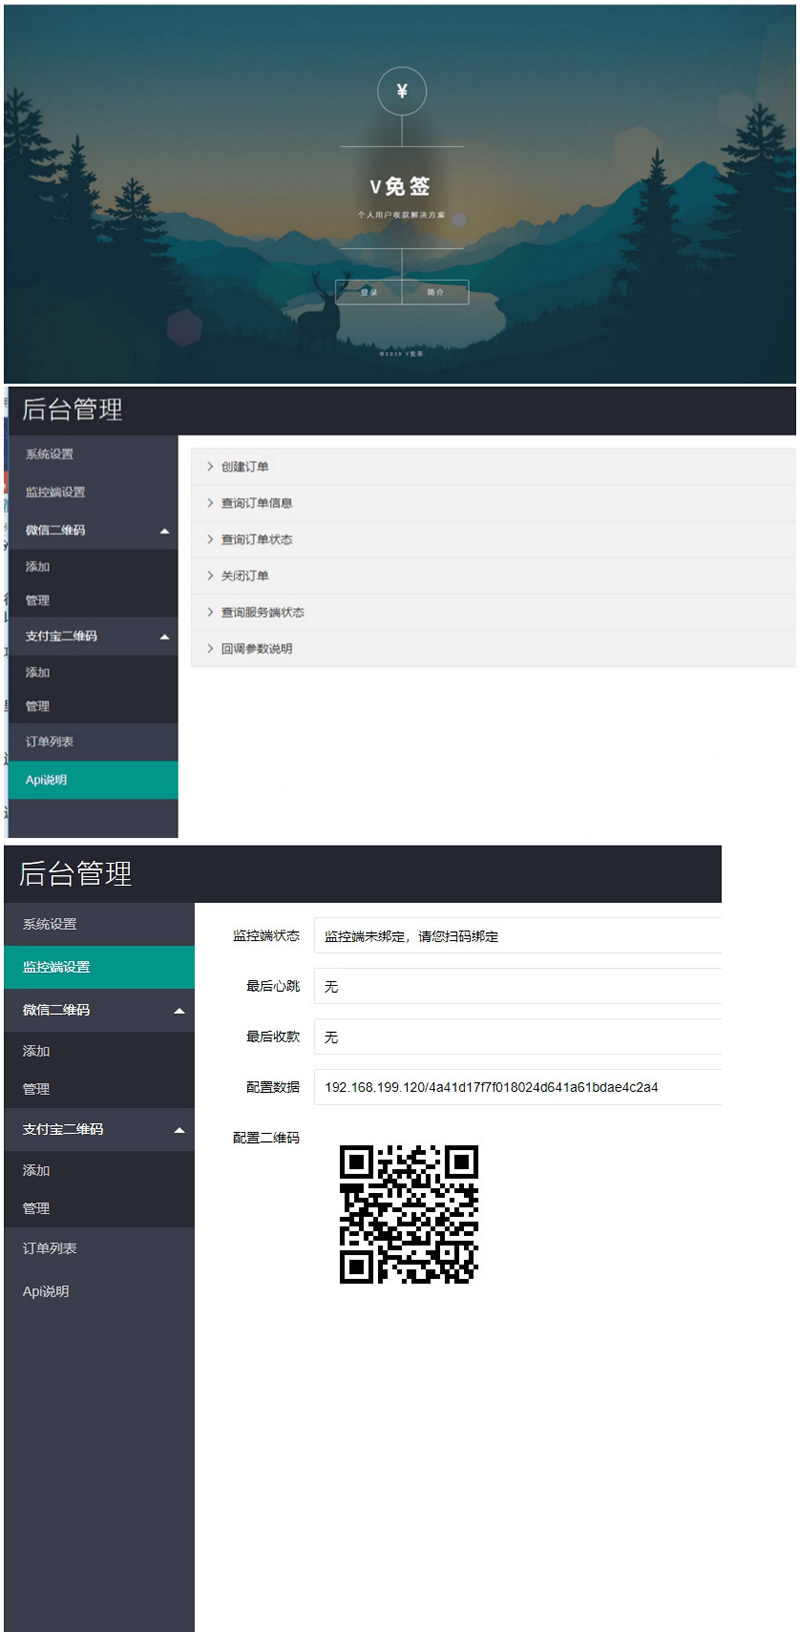 ¥
V免签
个人用户收款解决方案
登录
简介
©2019 V免签
后台管理
系统设置
监控端设置
微信二维码
添加
管理
支付宝二维码
添加
管理
订单列表
Api说明
创建订单
查询订单信息
查询订单状态
关闭订单
查询服务端状态
回调参数说明
后台管理
系统设置
监控端设置
微信二维码
添加
管理
支付宝二维码
添加
管理
订单列表
Api说明
监控端状态 监控端未绑定，请您扫码绑定
最后心跳 无
最后收款 无
配置数据 192.168.199.120/4a41d17f7f018024d641a61bdae4c2a4
配置二维码